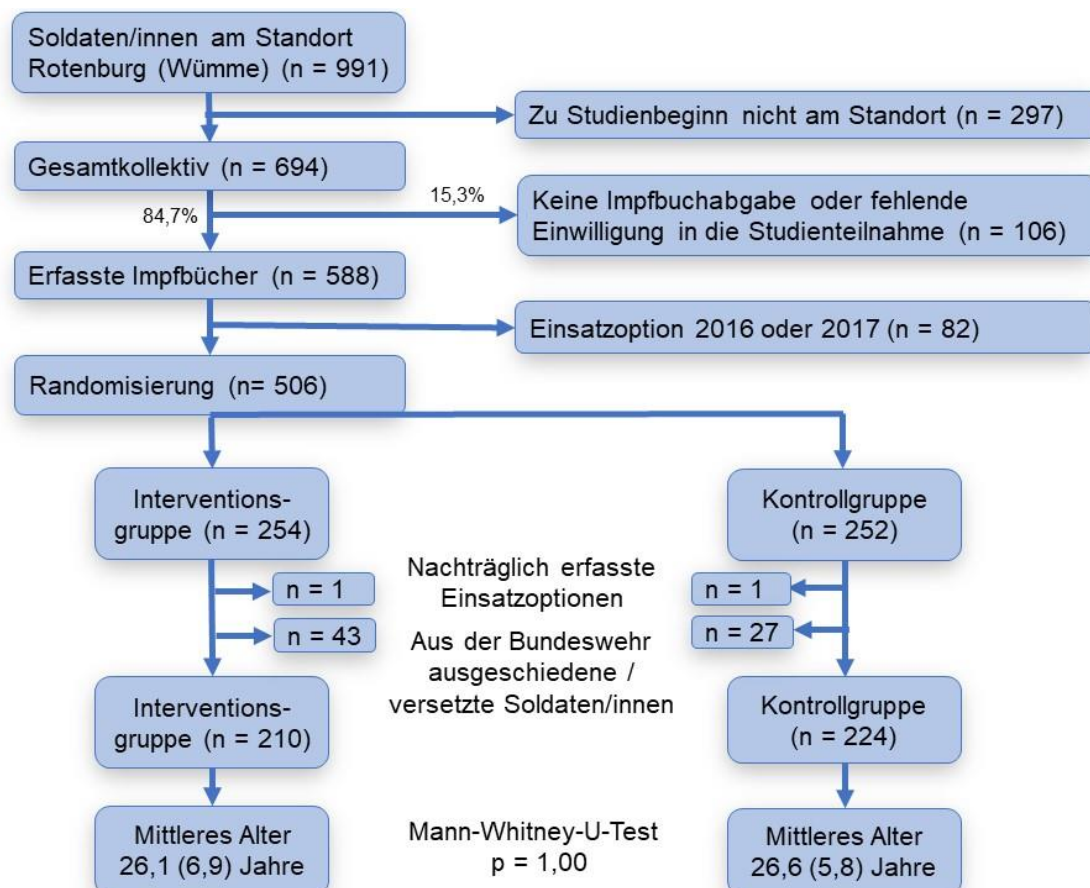 Soldaten/innen am Standort
Rotenburg (Wümme) (n = 991)
Zu Studienbeginn nicht am Standort (n = 297)
Gesamtkollektiv (n = 694)
84,7%
15,3%
Keine Impfbuchabgabe oder fehlende
Einwilligung in die Studienteilnahme (n = 106)
Erfasste Impfbücher (n = 588)
Einsatzoption 2016 oder 2017 (n = 82)
Randomisierung (n= 506)
Interventions-
gruppe (n = 254)
Kontrollgruppe
(n = 252)
n = 1
Nachträglich erfasste
Einsatzoptionen
n = 1
n = 43
Aus der Bundeswehr
ausgeschiedene /
versetzte Soldaten/innen
n = 27
Interventions-
gruppe (n = 210)
Kontrollgruppe
(n = 224)
Mittleres Alter
26,1 (6,9) Jahre
Mann-Whitney-U-Test
p = 1,00
Mittleres Alter
26,6 (5,8) Jahre